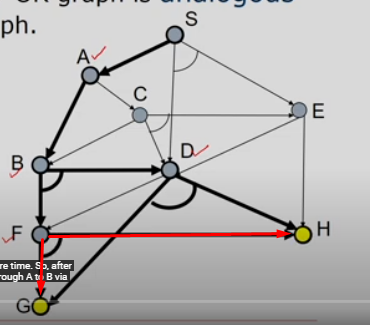 OR graph is analogous
ph.
S
A
C
E
B
D
F
H
re time. So, after
rough A to B via
G